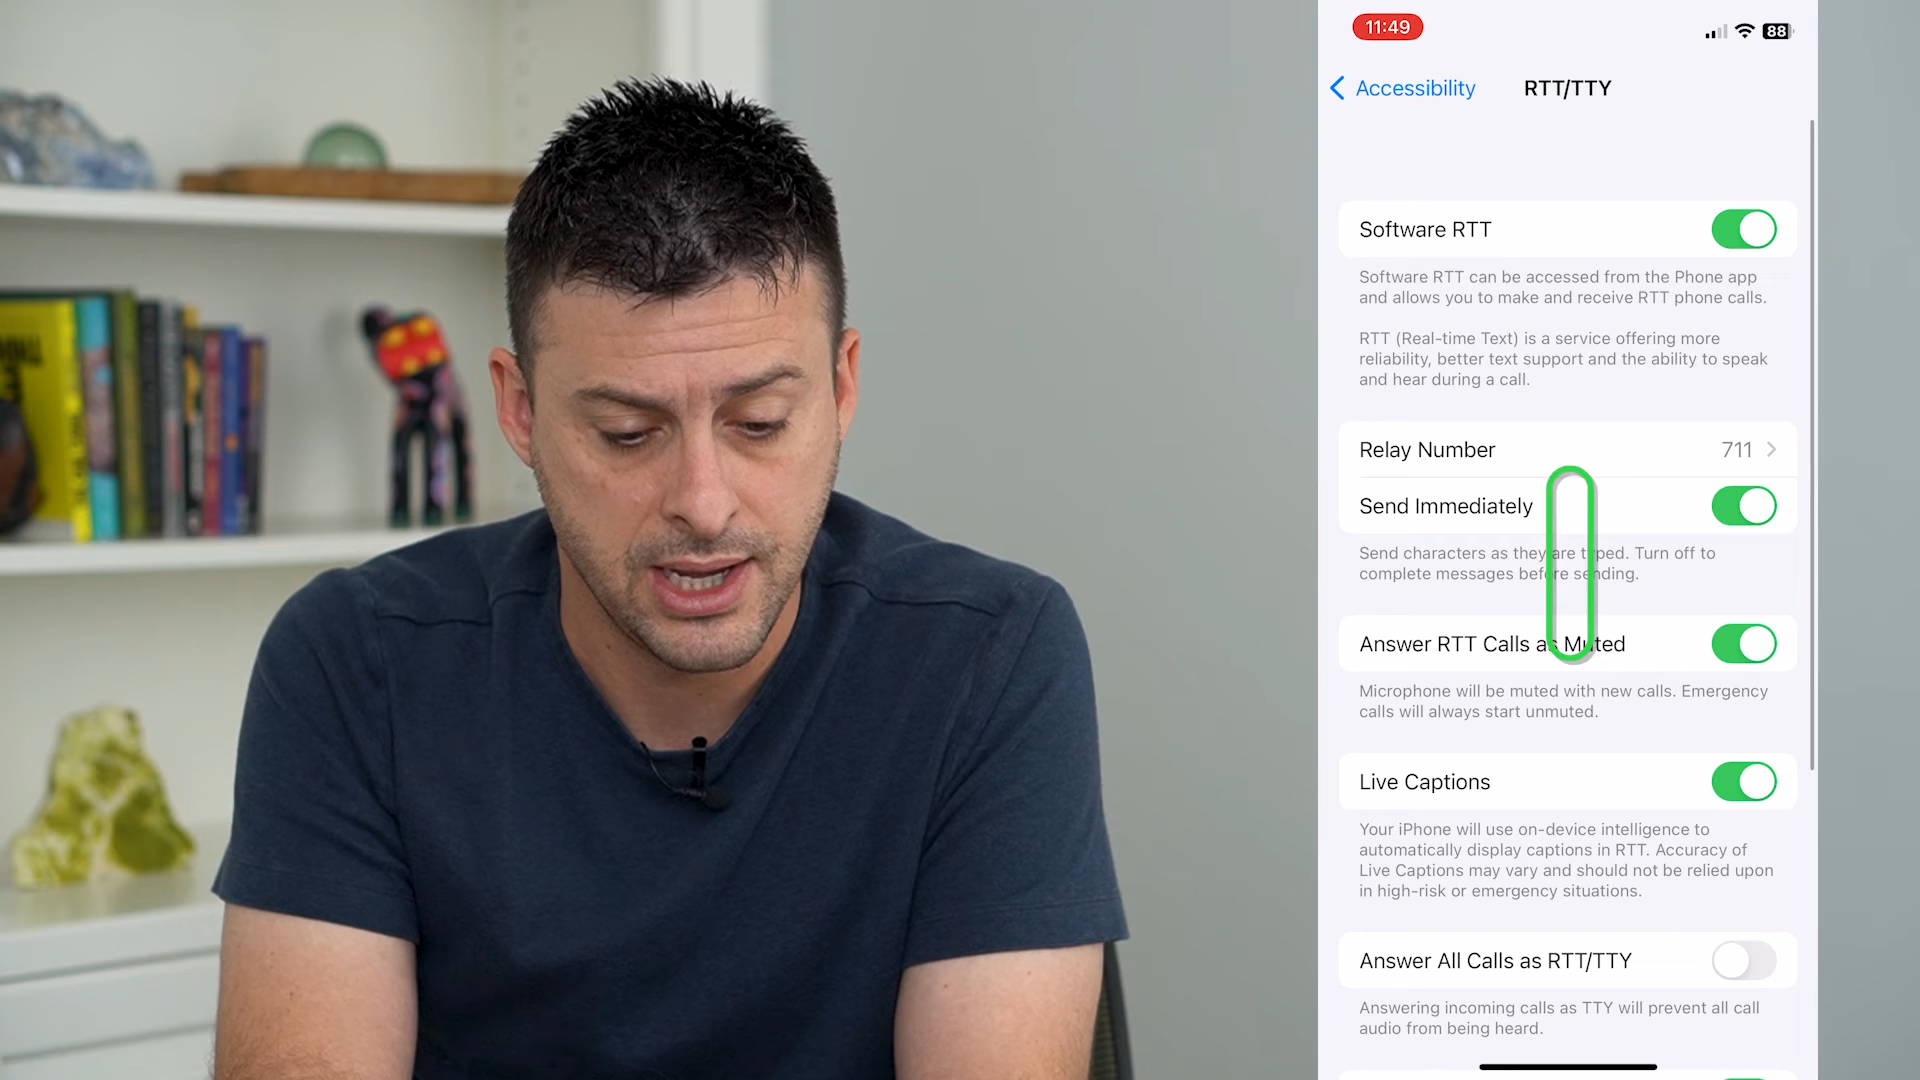 11:49
88
Accessibility
RTT/TTY
Software RTT
Software RTT can be accessed from the Phone app
and allows you to make and receive RTT phone calls.
RTT (Real-time Text) is a service offering more
reliability, better text support and the ability to speak
and hear during a call.
Relay Number 711
Send Immediately
Send characters as they are typed. Turn off to
complete messages before sending.
Answer RTT Calls as Muted
Microphone will be muted with new calls. Emergency
calls will always start unmuted.
Live Captions
Your iPhone will use on-device intelligence to
automatically display captions in RTT. Accuracy of
Live Captions may vary and should not be relied upon
in high-risk or emergency situations.
Answer All Calls as RTT/TTY
Answering incoming calls as TTY will prevent all call
audio from being heard.